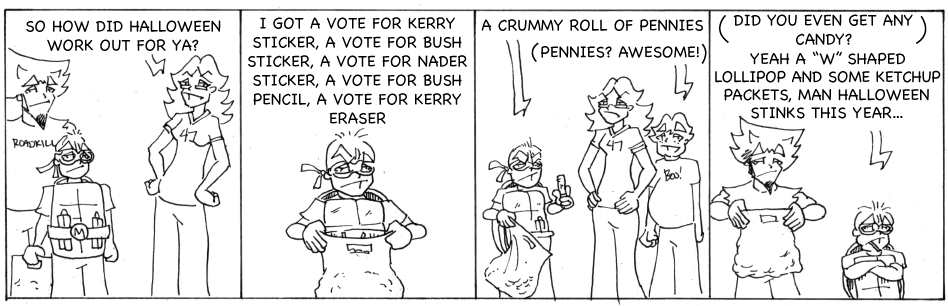 SO HOW DID HALLOWEEN
WORK OUT FOR YA?
ROADKILL
47
M
I GOT A VOTE FOR KERRY
STICKER, A VOTE FOR BUSH
STICKER, A VOTE FOR NADER
STICKER, A VOTE FOR BUSH
PENCIL, A VOTE FOR KERRY
ERASER
A CRUMMY ROLL OF PENNIES
(PENNIES? AWESOME!)
47
BOO!
(DID YOU EVEN GET ANY
CANDY?)
YEAH A "W" SHAPED
LOLLIPOP AND SOME KETCHUP
PACKETS, MAN HALLOWEEN
STINKS THIS YEAR...